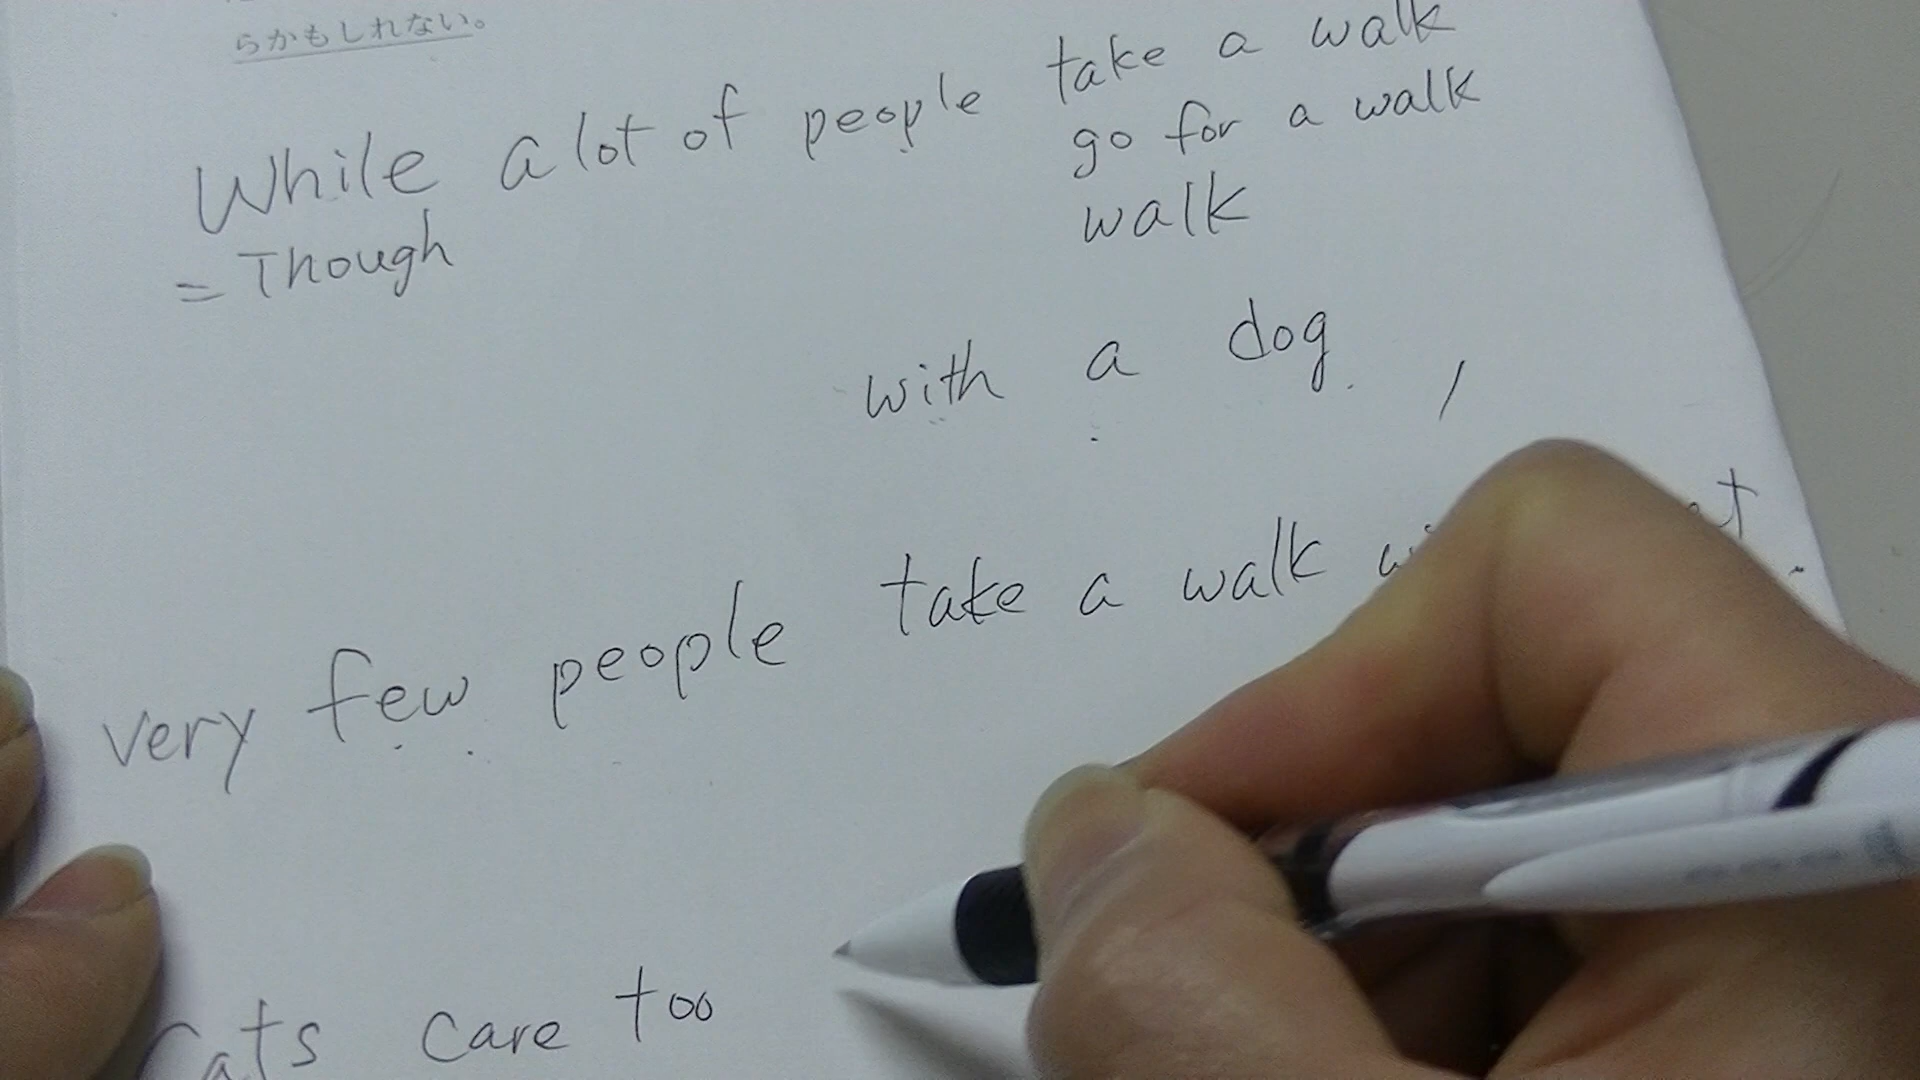 らかもしれない。
While a lot of people take a walk
go for a walk
= Though
walk
with a dog,
very few people take a walk
cats care too